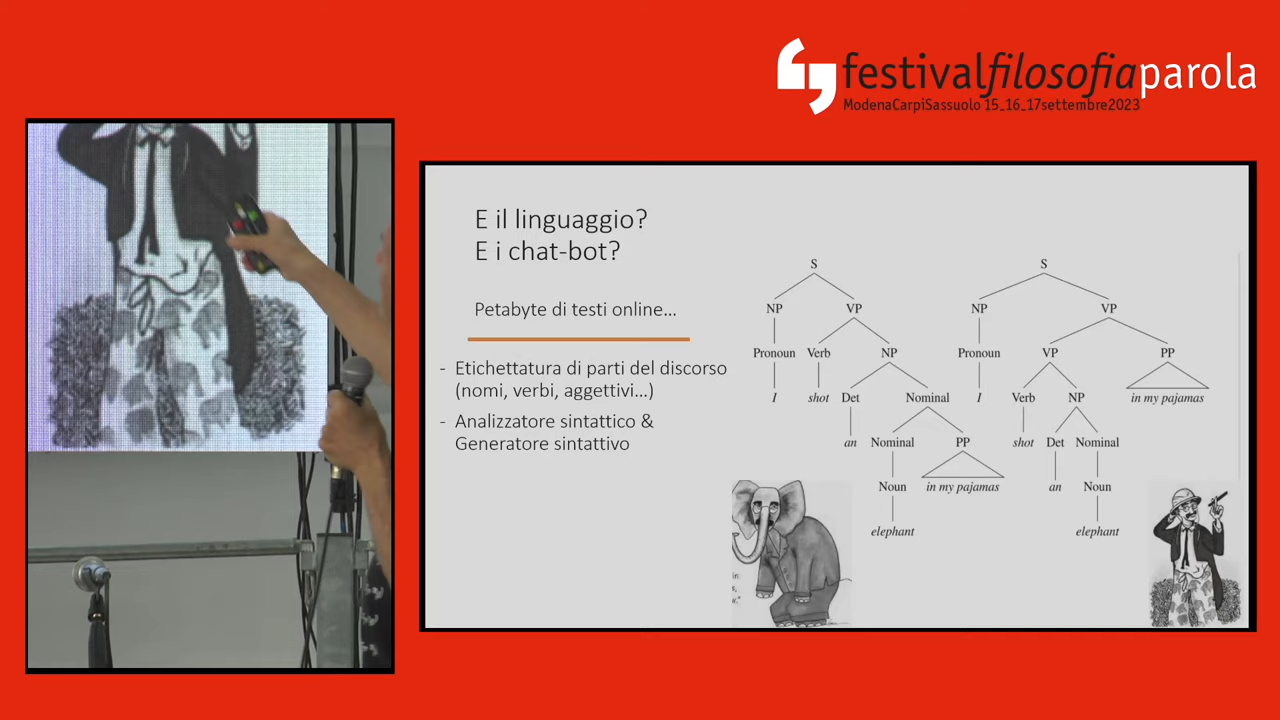 festivalfilosofiaparola
ModenaCarpiSassuolo 15_16_17settembre2023
E il linguaggio?
E i chat-bot?
Petabyte di testi online...
- Etichettatura di parti del discorso
(nomi, verbi, aggettivi...)
- Analizzatore sintattico &
Generatore sintattivo
S
NP VP
Pronoun Verb NP
I shot Det Nominal
an Nominal PP
Noun in my pajamas
elephant
S
NP VP
Pronoun VP PP
I Verb NP in my pajamas
shot Det Nominal
an Noun
elephant
in